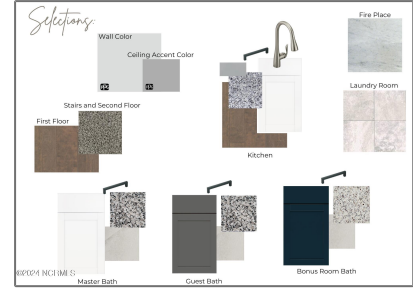 Selections:
Fire Place
Wall Color
Ceiling Accent Color
Laundry Room
Stairs and Second Floor
First Floor
Kitchen
©2024 NCRMLS
Master Bath
Guest Bath
Bonus Room Bath